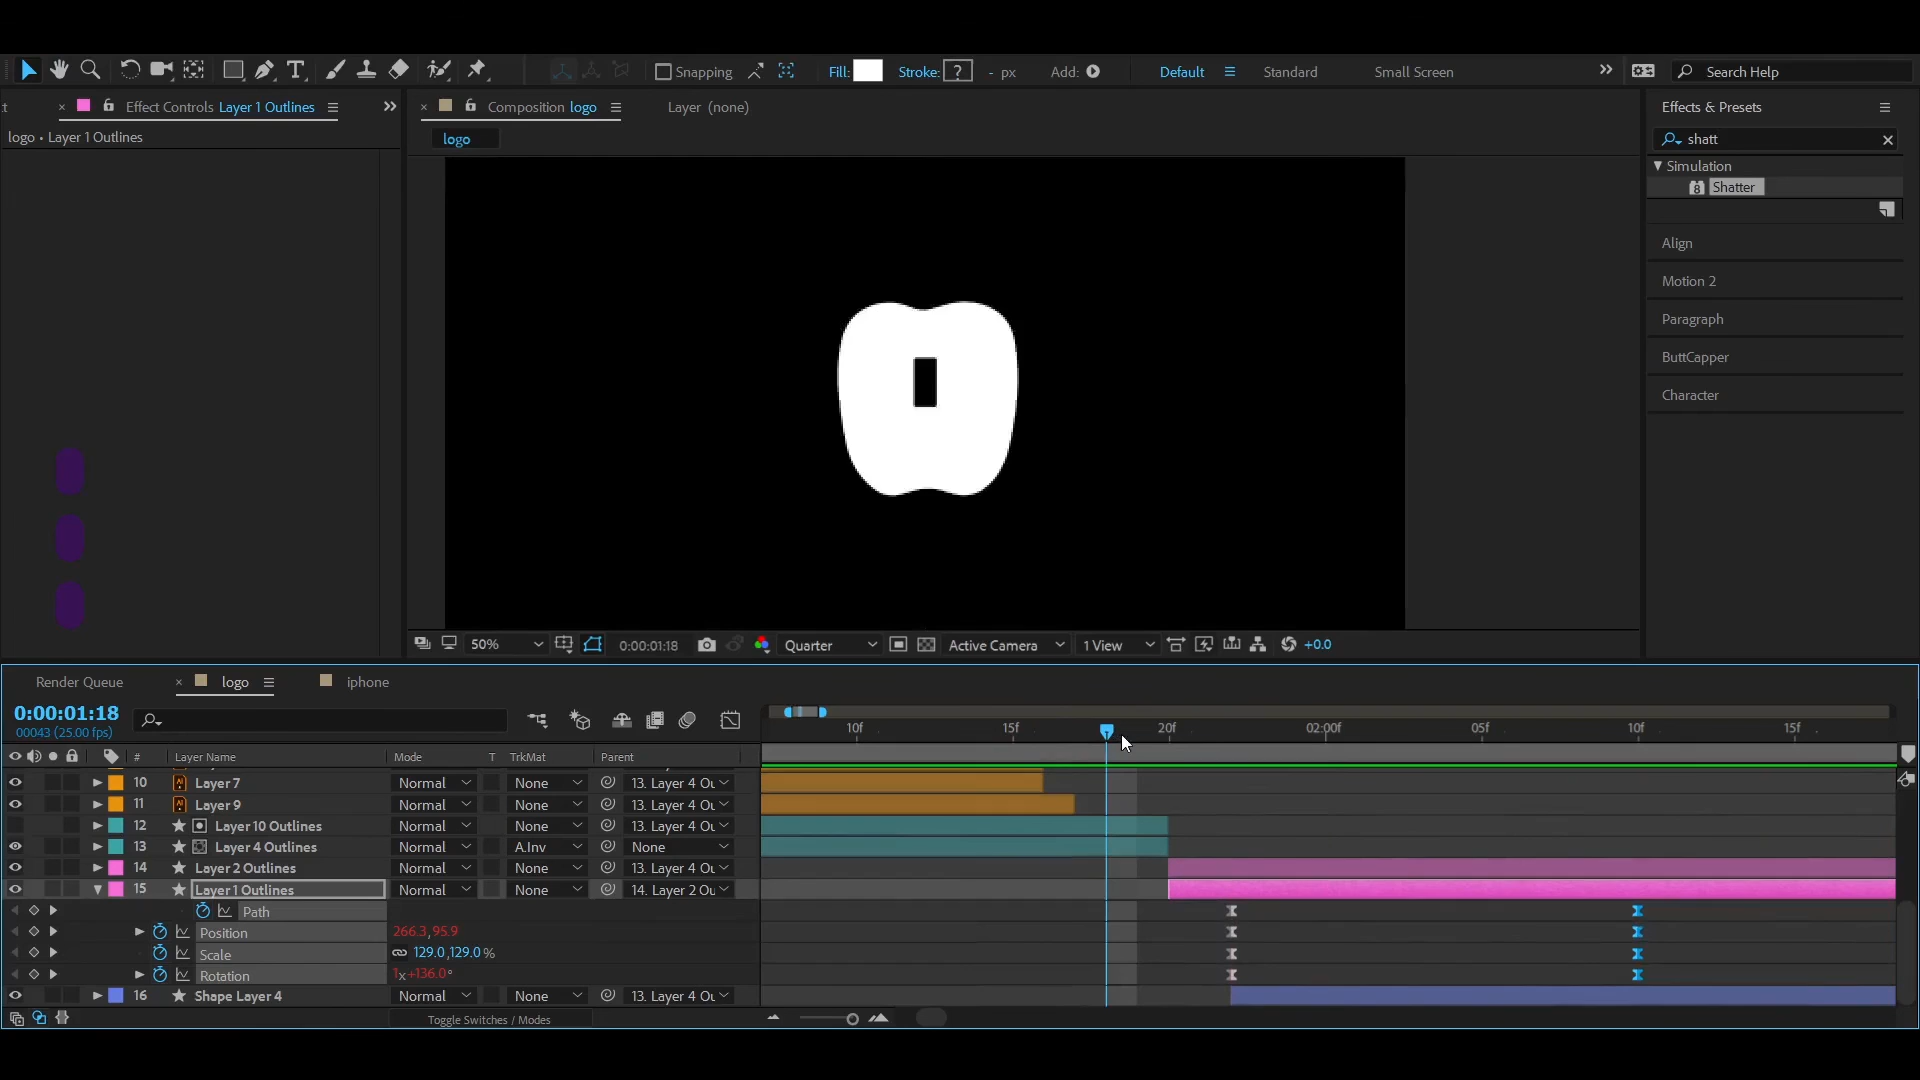 Snapping
Fill:
Stroke: ? - px
Add:
Default
Standard
Small Screen
Search Help
Effect Controls Layer 1 Outlines
Composition logo
Layer (none)
Effects & Presets
logo • Layer 1 Outlines
logo
shatt
Simulation
Shatter
Align
Motion 2
Paragraph
ButtCapper
Character
50%
0:00:01:18
Quarter
Active Camera
1 View
+0.0
Render Queue
logo
iphone
0:00:01:18
00043 (25.00 fps)
10f 15f 20f 02:00f 05f 10f 15f
# Layer Name Mode T TrkMat Parent
10 Layer 7 Normal None 13. Layer 4 Ou
11 Layer 9 Normal None 13. Layer 4 Ou
12 Layer 10 Outlines Normal None 13. Layer 4 Ou
13 Layer 4 Outlines Normal A.Inv None
14 Layer 2 Outlines Normal None 13. Layer 4 Ou
15 Layer 1 Outlines Normal None 14. Layer 2 Ou
Path
Position 266.3,95.9
Scale 129.0,129.0 %
Rotation 1x+136.0°
16 Shape Layer 4 Normal None 13. Layer 4 Ou
Toggle Switches / Modes